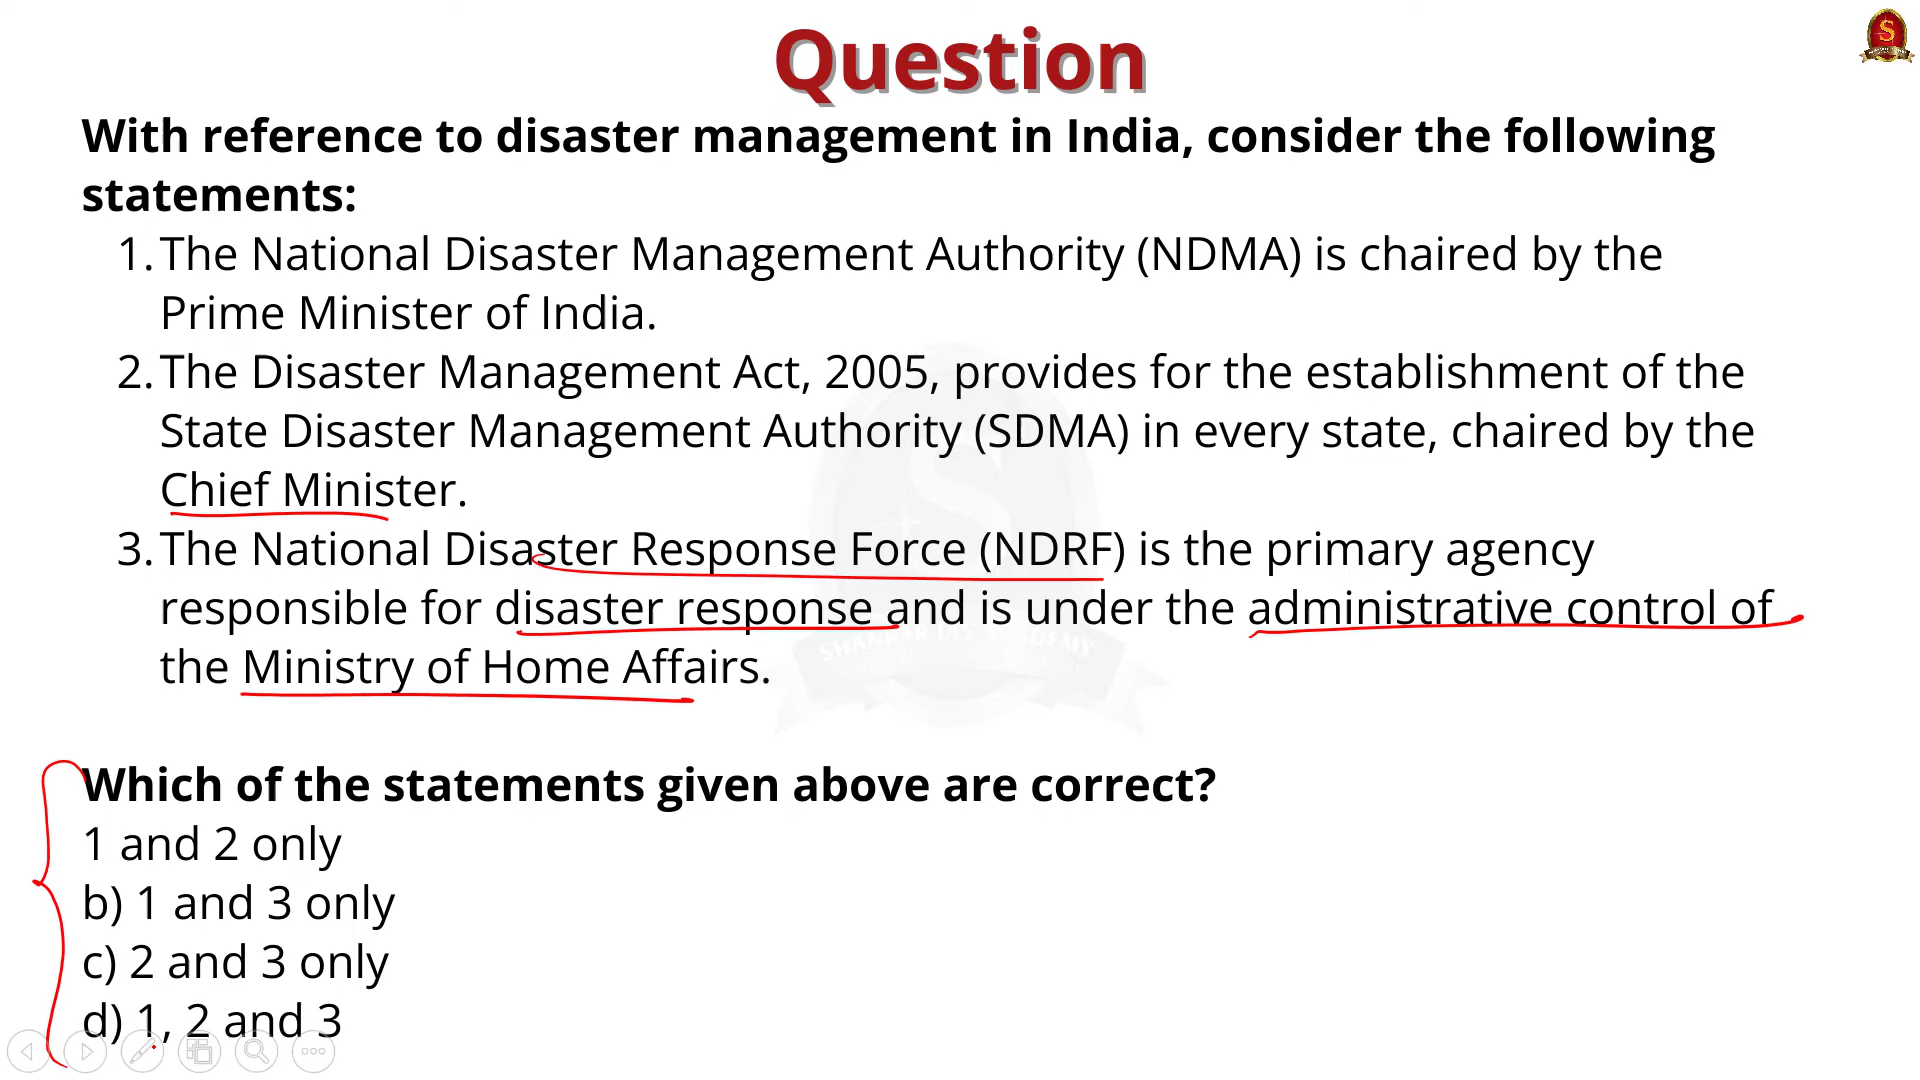 Question
With reference to disaster management in India, consider the following
statements:
1. The National Disaster Management Authority (NDMA) is chaired by the
Prime Minister of India.
2. The Disaster Management Act, 2005, provides for the establishment of the
State Disaster Management Authority (SDMA) in every state, chaired by the
Chief Minister.
3. The National Disaster Response Force (NDRF) is the primary agency
responsible for disaster response and is under the administrative control of
the Ministry of Home Affairs.
SHANKAR IAS ACADEMY
Which of the statements given above are correct?
1 and 2 only
b) 1 and 3 only
c) 2 and 3 only
d) 1, 2 and 3